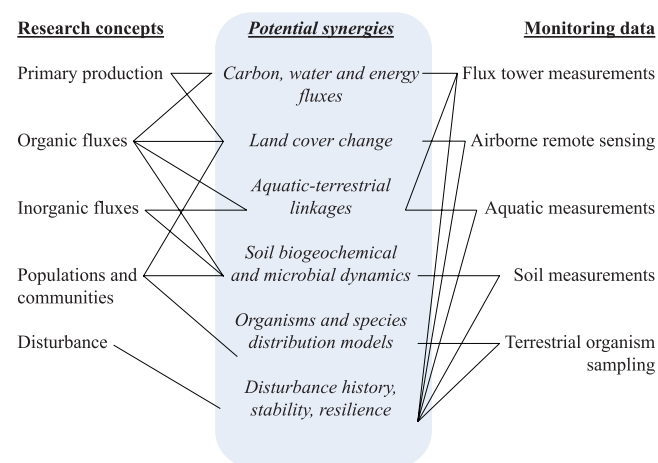 Research concepts
Potential synergies
Monitoring data
Primary production
Carbon, water and energy
fluxes
Flux tower measurements
Organic fluxes
Land cover change
Airborne remote sensing
Inorganic fluxes
Aquatic-terrestrial
linkages
Aquatic measurements
Populations and
communities
Soil biogeochemical
and microbial dynamics
Soil measurements
Organisms and species
distribution models
Disturbance
Terrestrial organism
sampling
Disturbance history,
stability, resilience